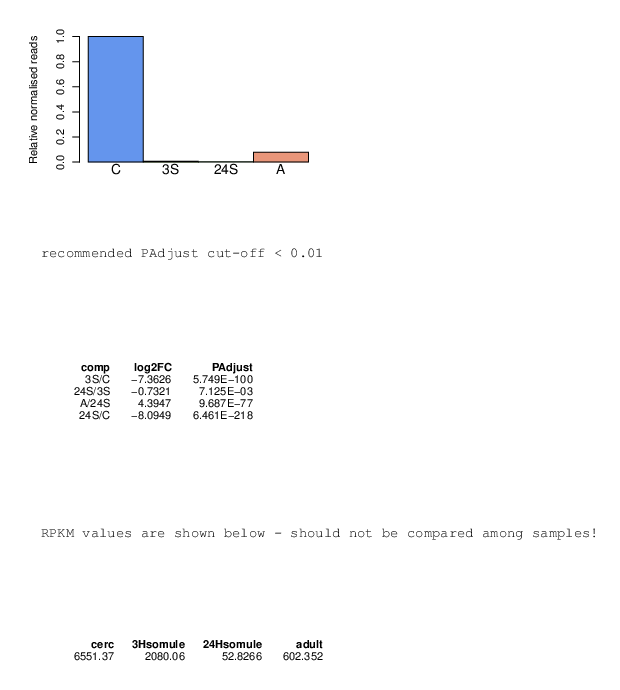 Relative normalised reads
1.0
0.8
0.6
0.4
0.2
0.0
C 3S 24S A
recommended PAdjust cut-off < 0.01
comp log2FC PAdjust
3S/C −7.3626 5.749E−100
24S/3S −0.7321 7.125E−03
A/24S 4.3947 9.687E−77
24S/C −8.0949 6.461E−218
RPKM values are shown below - should not be compared among samples!
cerc 3Hsomule 24Hsomule adult
6551.37 2080.06 52.8266 602.352